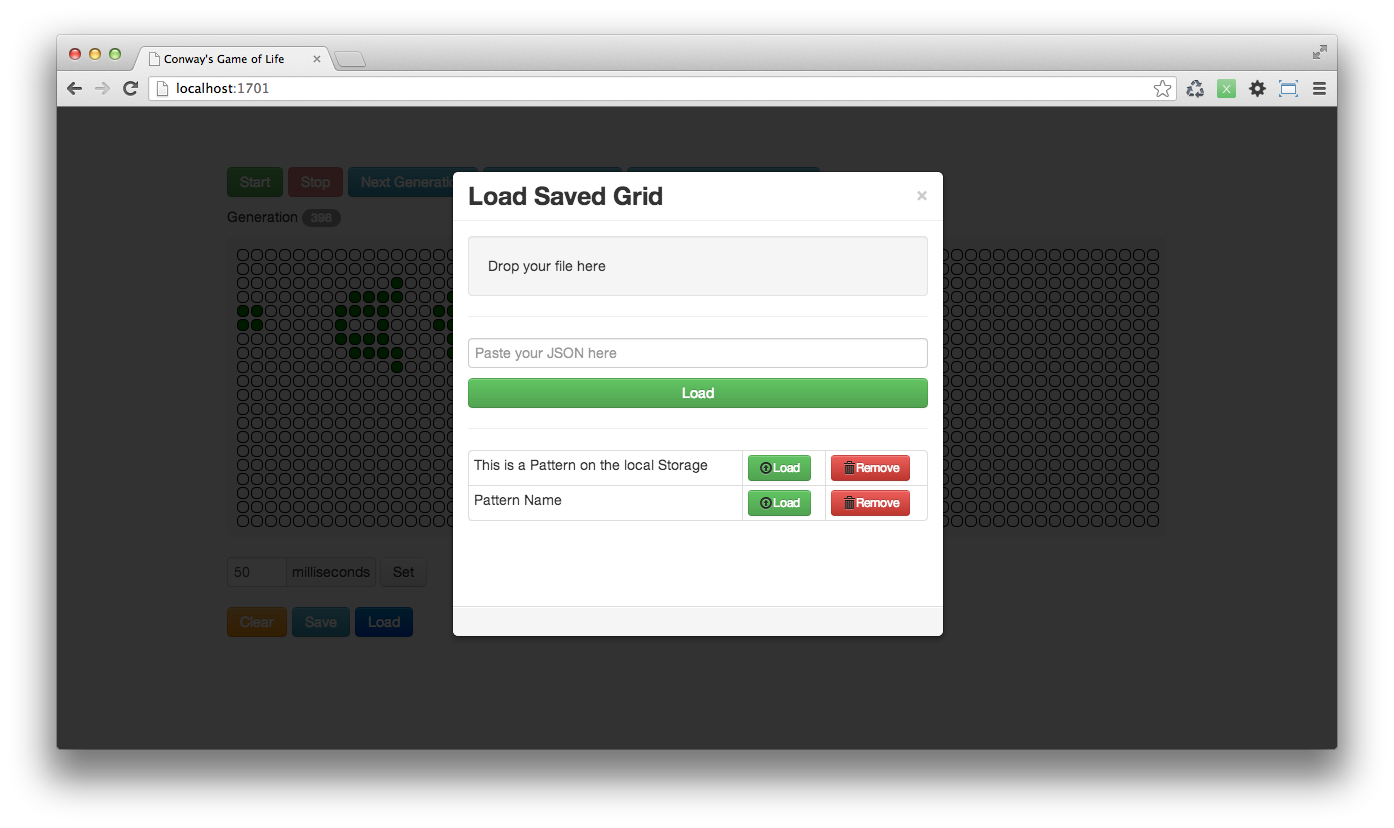 Conway's Game of Life
localhost:1701
Start Stop Next Generatio
Generation 398
Load Saved Grid ×
Drop your file here
Paste your JSON here
Load
This is a Pattern on the local Storage Load Remove
Pattern Name Load Remove
50 milliseconds Set
Clear Save Load